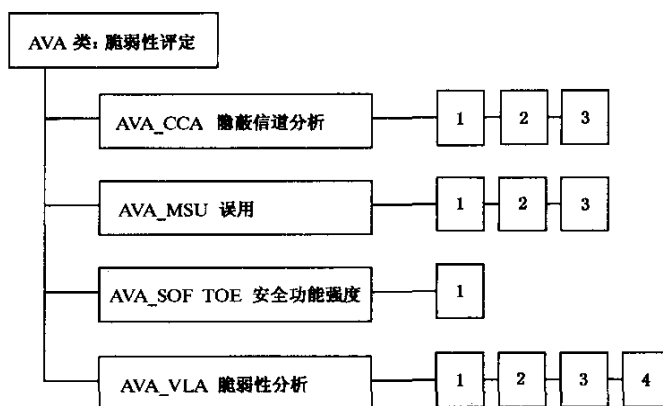 AVA 类：脆弱性评定
AVA_CCA 隐蔽信道分析 1 2 3
AVA_MSU 误用 1 2 3
AVA_SOF TOE 安全功能强度 1
AVA_VLA 脆弱性分析 1 2 3 4